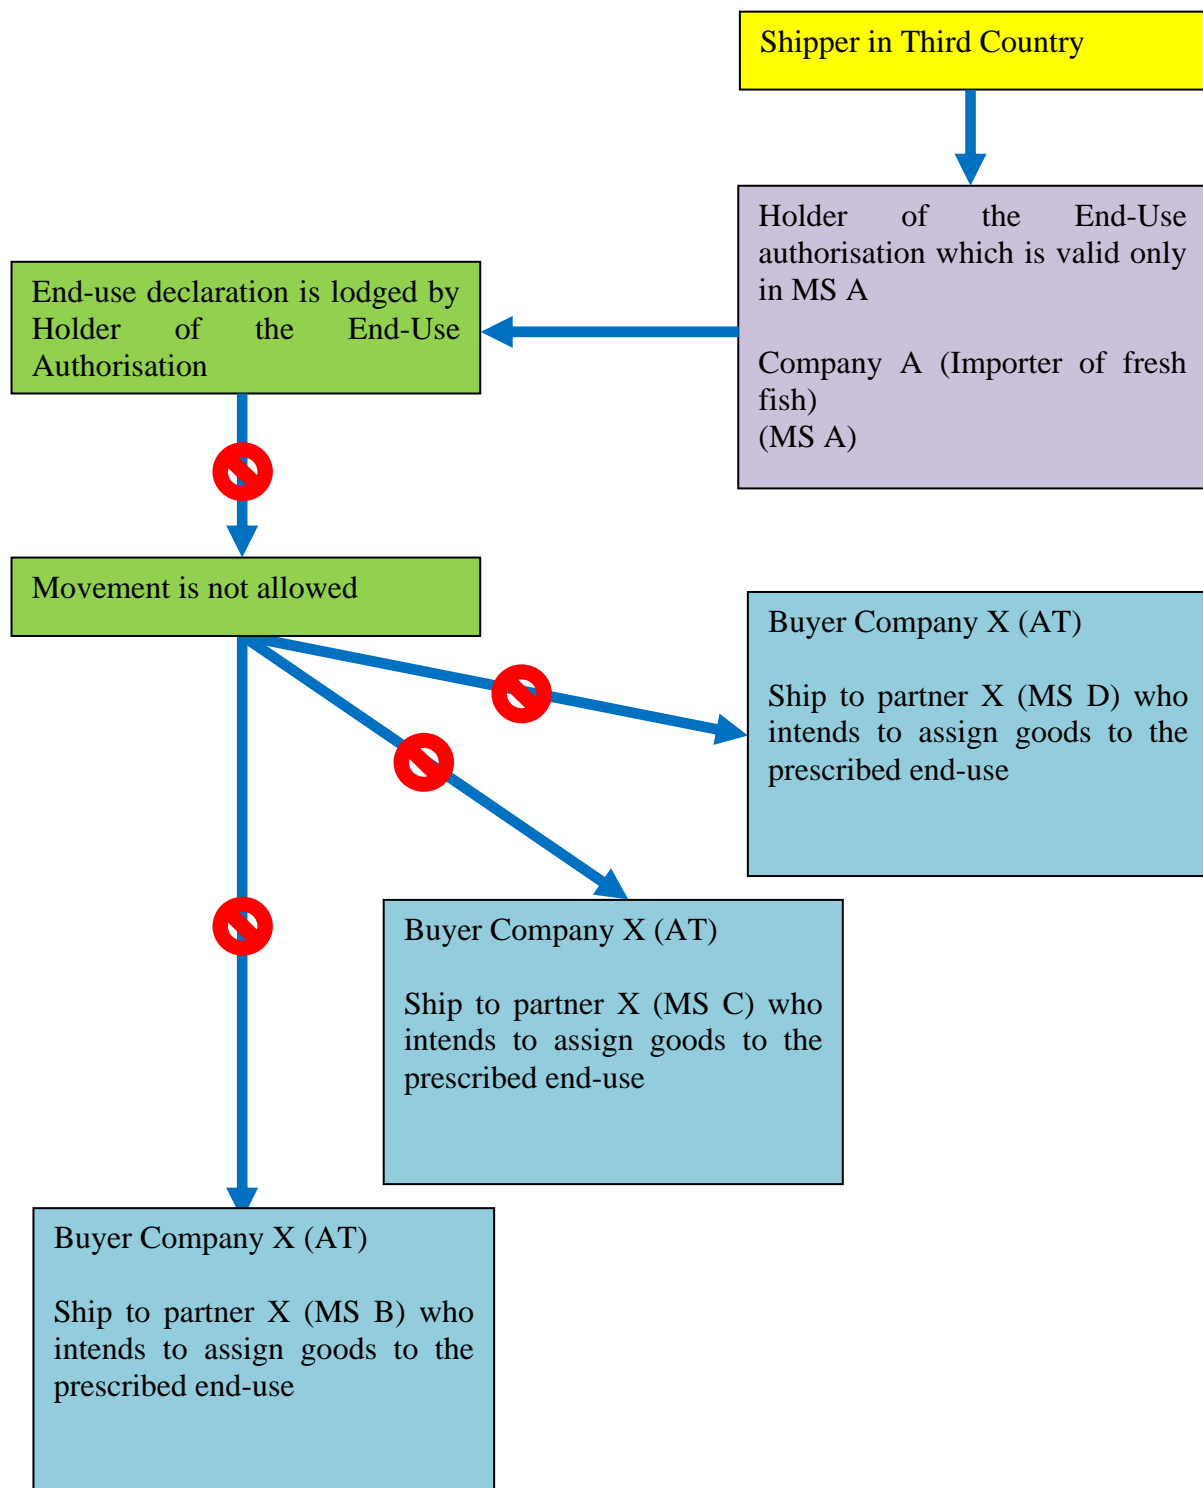 Shipper in Third Country
Holder of the End-Use
authorisation which is valid only
in MS A
Company A (Importer of fresh
fish)
(MS A)
End-use declaration is lodged by
Holder of the End-Use
Authorisation
Movement is not allowed
Buyer Company X (AT)
Ship to partner X (MS D) who
intends to assign goods to the
prescribed end-use
Buyer Company X (AT)
Ship to partner X (MS C) who
intends to assign goods to the
prescribed end-use
Buyer Company X (AT)
Ship to partner X (MS B) who
intends to assign goods to the
prescribed end-use